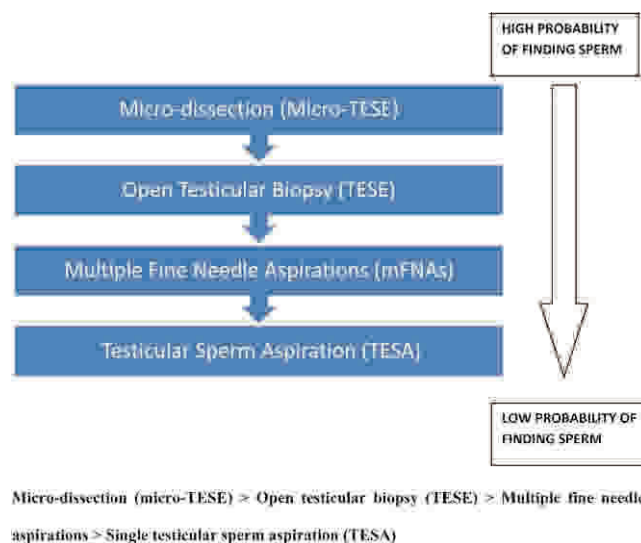 HIGH PROBABILITY
OF FINDING SPERM
Micro-dissection (Micro-TESE)
Open Testicular Biopsy (TESE)
Multiple Fine Needle Aspirations (mFNAs)
Testicular Sperm Aspiration (TESA)
LOW PROBABILITY OF
FINDING SPERM
Micro-dissection (micro-TESE) > Open testicular biopsy (TESE) > Multiple fine needle
aspirations > Single testicular sperm aspiration (TESA)